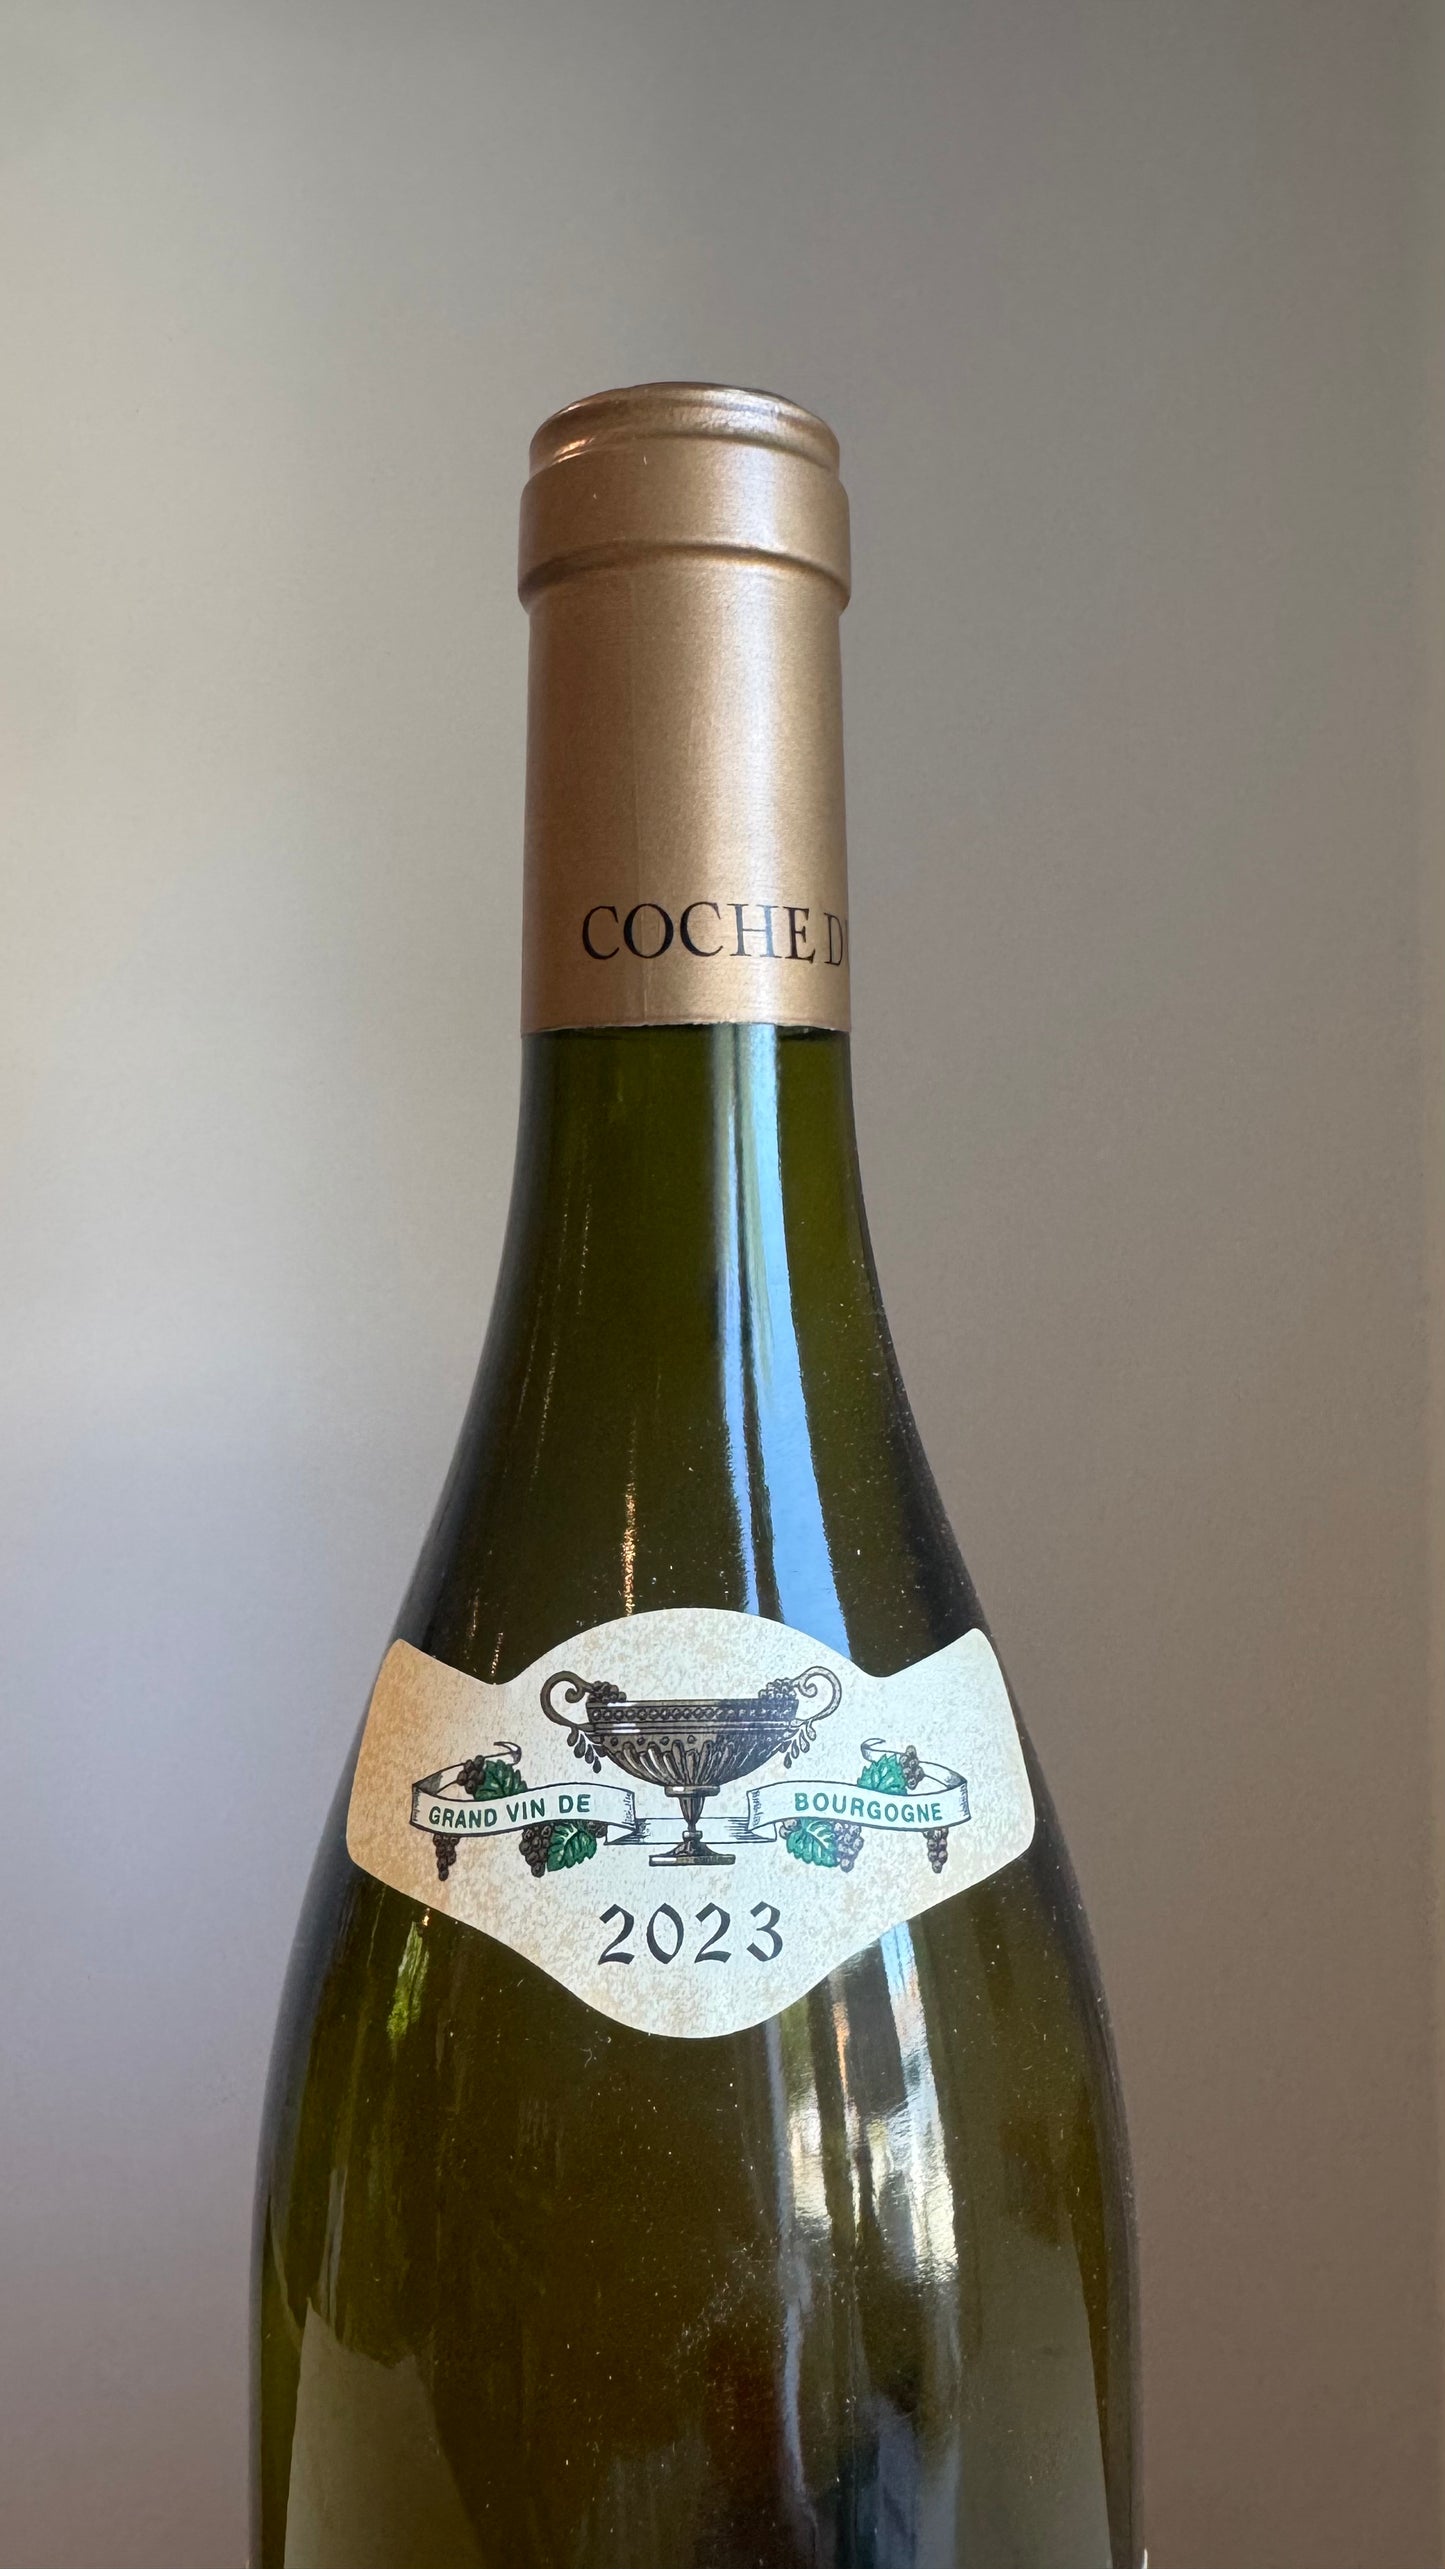 COCHE D'
GRAND VIN DE BOURGOGNE
2023